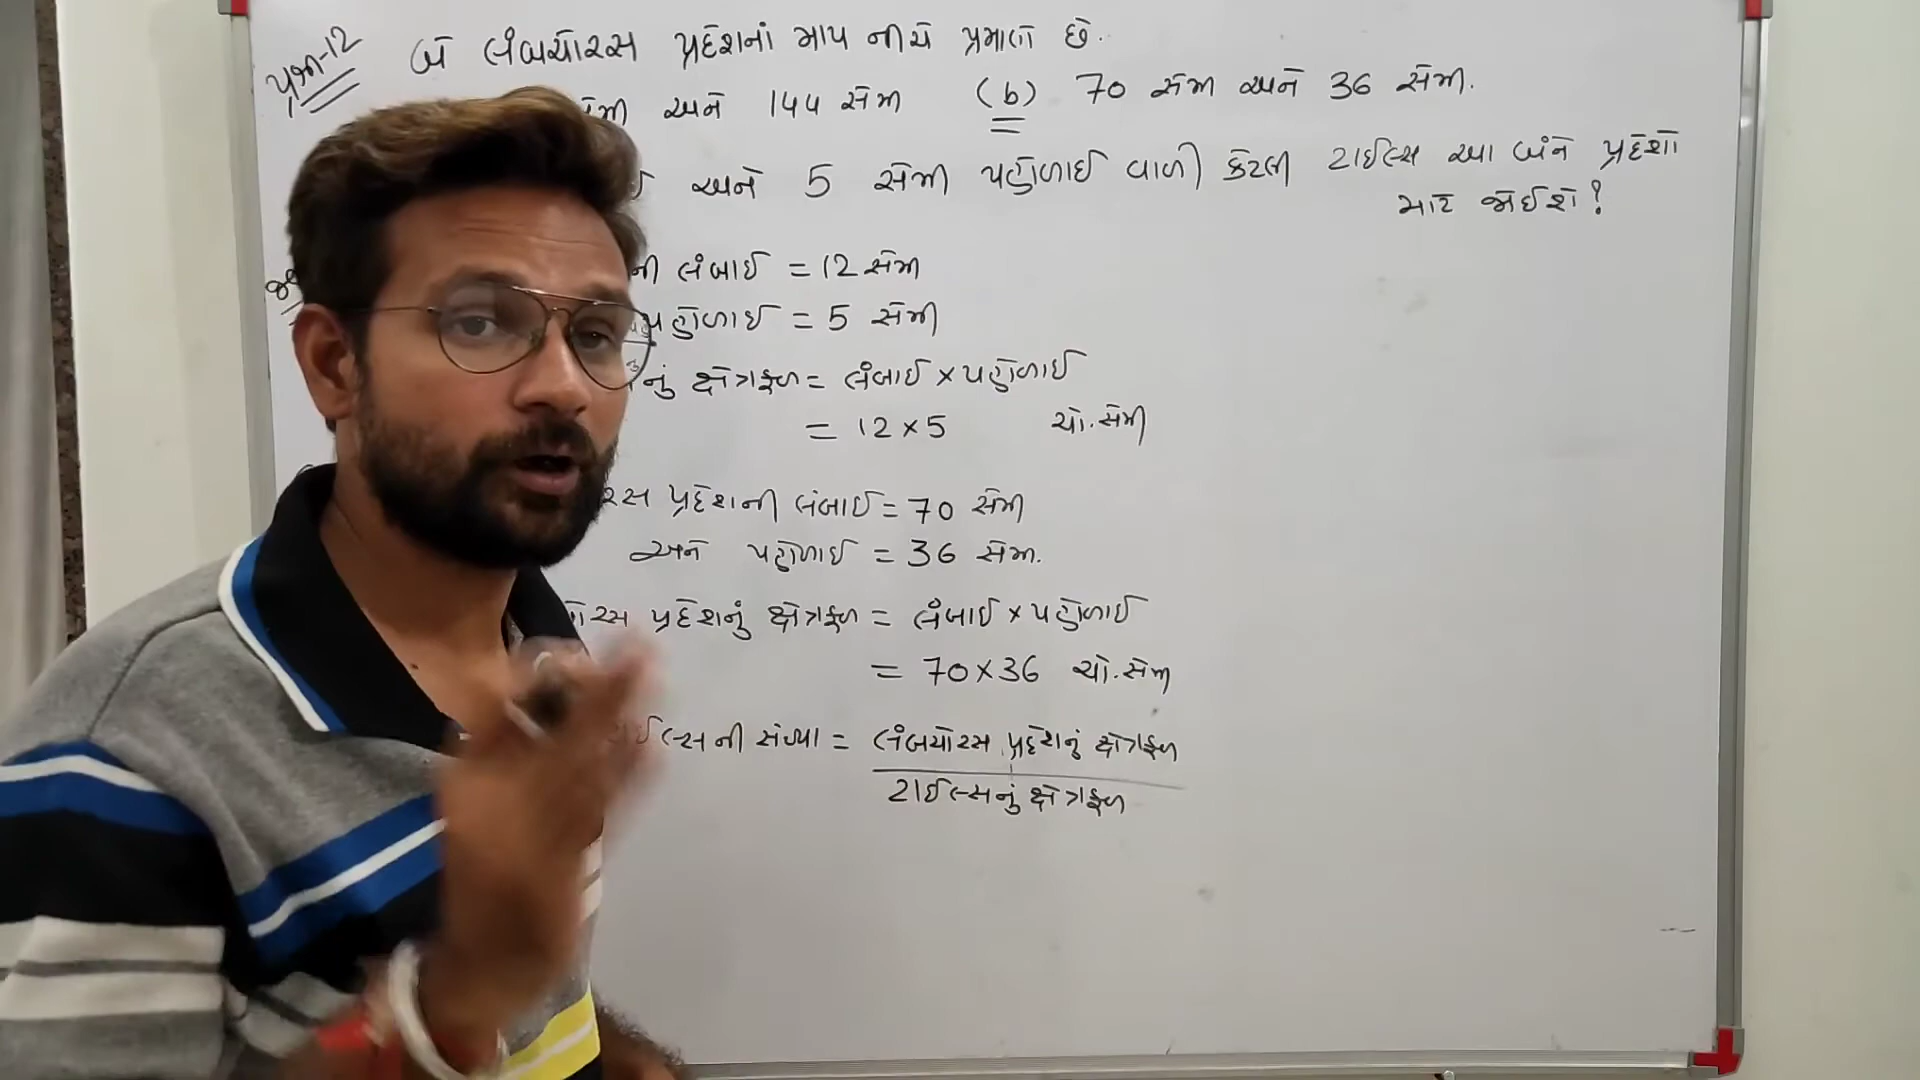 પ્રશ્ન-12 બે લંબચોરસ પ્રદેશનાં માપ નીચે પ્રમાણે છે.
અને 144 સેમી (b) 70 સેમી અને 36 સેમી.
અને 5 સેમી પહોળાઈ વાળી કેટલી ટાઈલ્સ આ બંને પ્રદેશો
માટે જોઈશે?
ની લંબાઈ = 12 સેમી
પહોળાઈ = 5 સેમી
નું ક્ષેત્રફળ = લંબાઈ × પહોળાઈ
= 12 × 5 ચો.સેમી
પ્રદેશની લંબાઈ = 70 સેમી
અને પહોળાઈ = 36 સેમી.
પ્રદેશનું ક્ષેત્રફળ = લંબાઈ × પહોળાઈ
= 70 × 36 ચો.સેમી
સંખ્યા = લંબચોરસ પ્રદેશનું ક્ષેત્રફળ
ટાઈલ્સનું ક્ષેત્રફળ